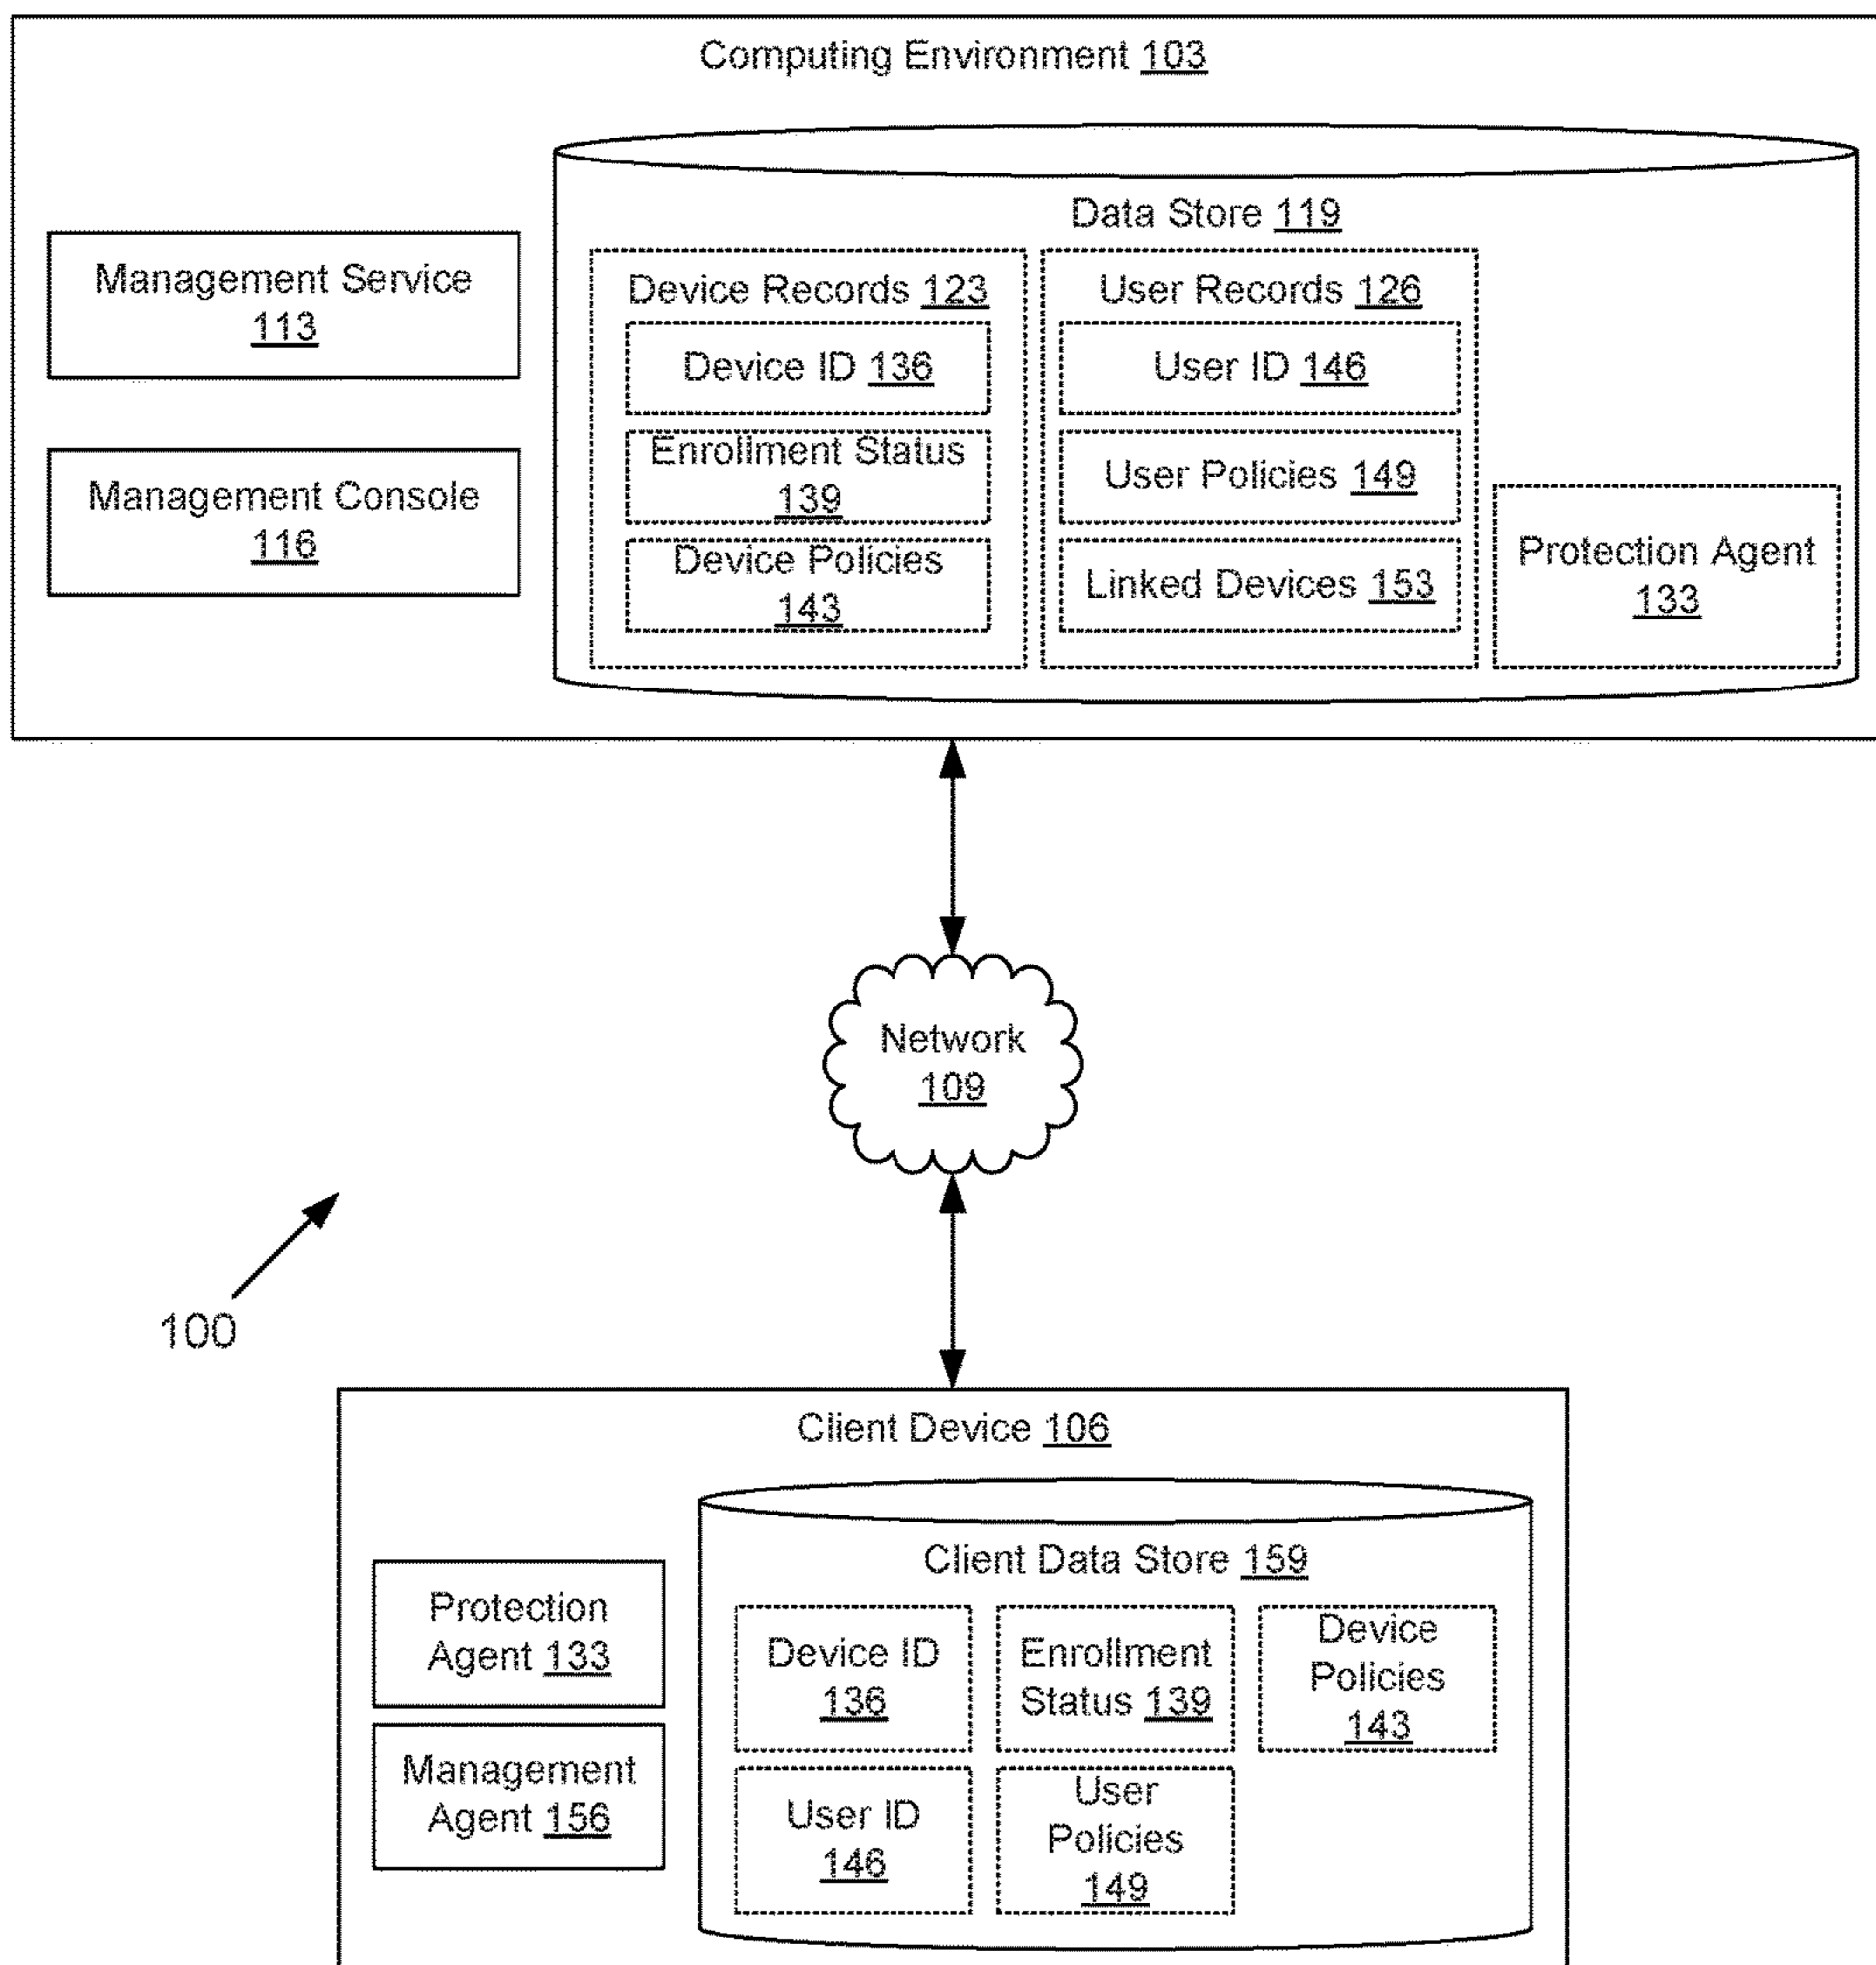 Computing Environment 103
Data Store 119
Management Service
113
Management Console
116
Device Records 123
Device ID 136
Enrollment Status
139
Device Policies
143
User Records 126
User ID 146
User Policies 149
Linked Devices 153
Protection Agent
133
Network
109
100
Client Device 106
Protection
Agent 133
Management
Agent 156
Client Data Store 159
Device ID
136
Enrollment
Status 139
Device
Policies
143
User ID
146
User
Policies
149